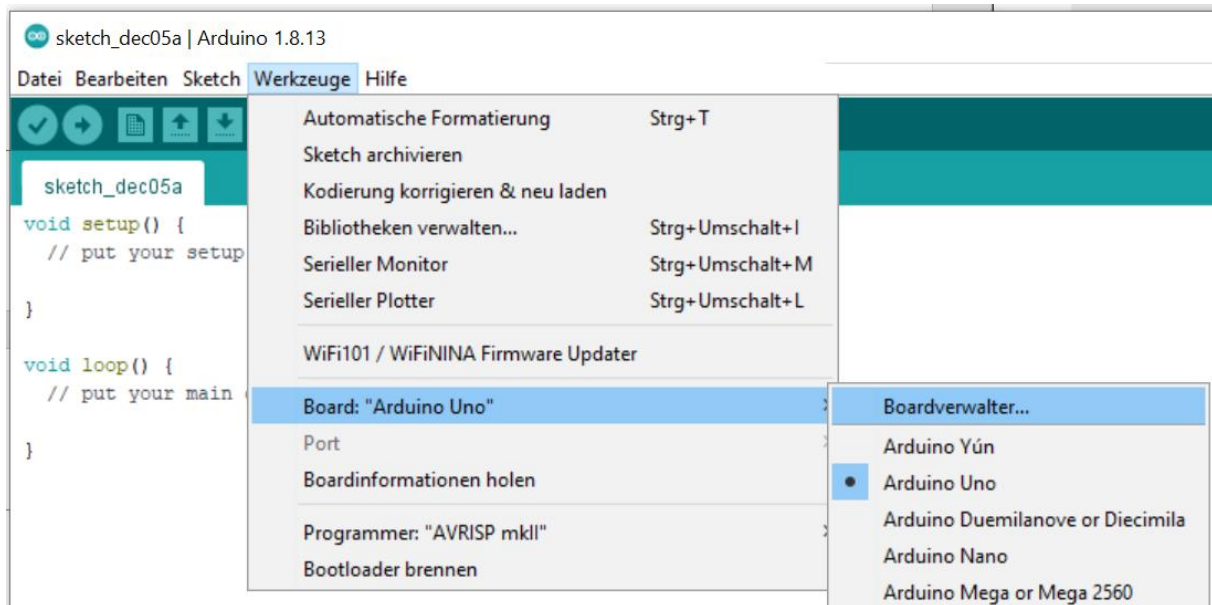 sketch_dec05a | Arduino 1.8.13
Datei Bearbeiten Sketch Werkzeuge Hilfe
Automatische Formatierung Strg+T
Sketch archivieren
Kodierung korrigieren & neu laden
Bibliotheken verwalten... Strg+Umschalt+I
Serieller Monitor Strg+Umschalt+M
Serieller Plotter Strg+Umschalt+L
WiFi101 / WiFiNINA Firmware Updater
Board: "Arduino Uno"
Port
Boardinformationen holen
Programmer: "AVRISP mkII"
Bootloader brennen
Boardverwalter...
Arduino Yún
Arduino Uno
Arduino Duemilanove or Diecimila
Arduino Nano
Arduino Mega or Mega 2560
sketch_dec05a
void setup() {
// put your setup
}
void loop() {
// put your main
}